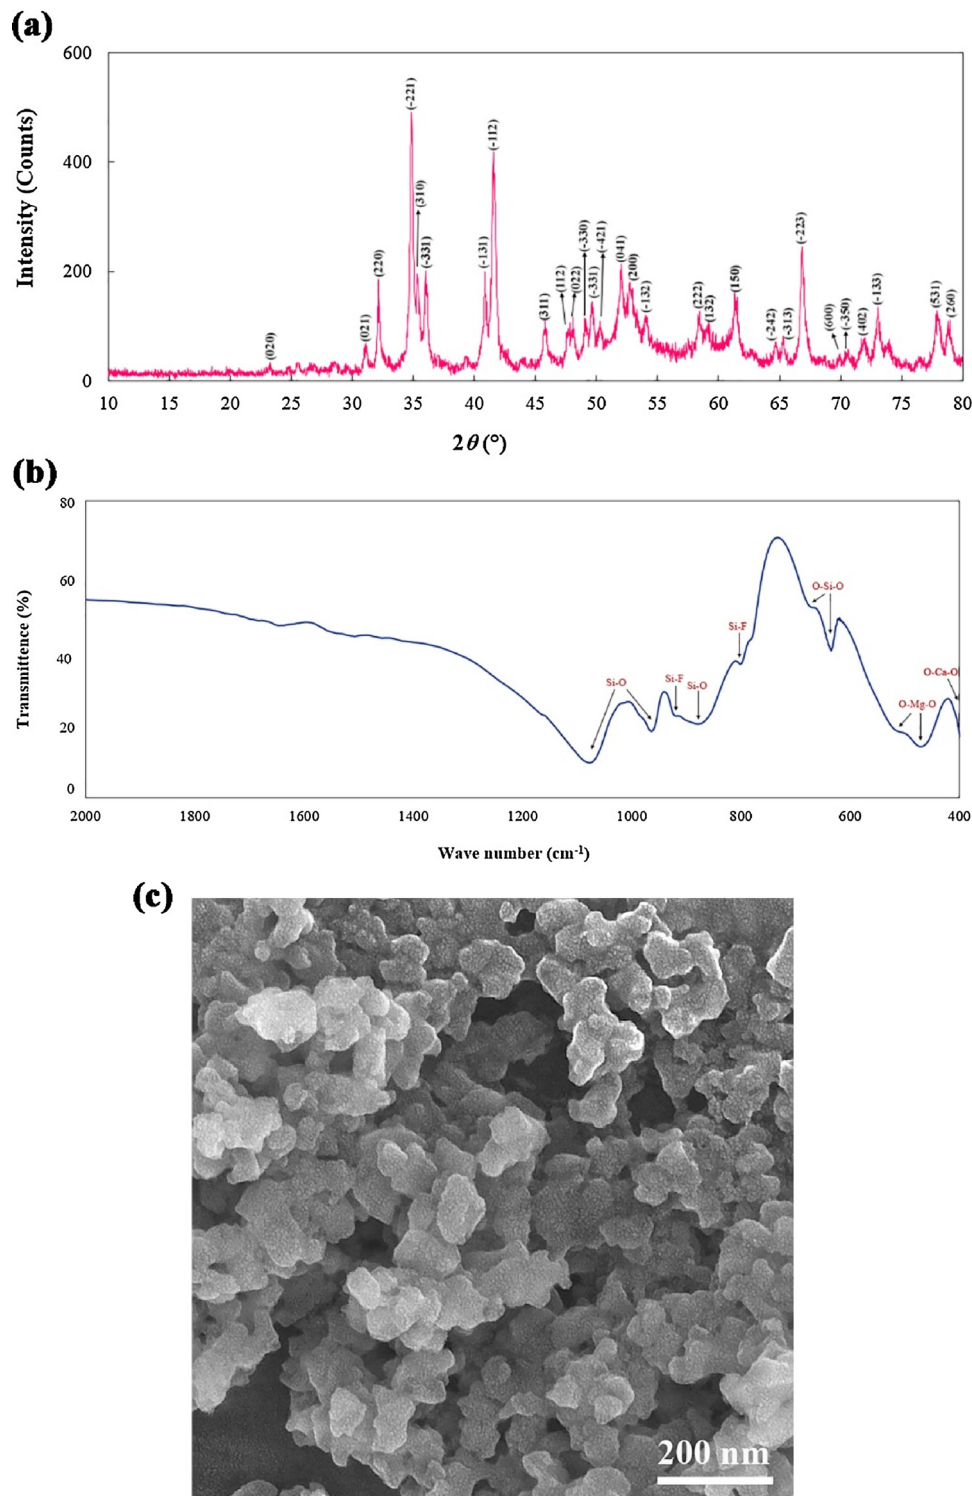 (a)
600
400
200
0
Intensity (Counts)
(020)
(021)
(220)
(-221)
(310)
(-331)
(-131)
(-112)
(311)
(112)
(022)
(-330)
(-331)
(-421)
(041)
(200)
(-132)
(222)
(132)
(150)
(-242)
(-313)
(-223)
(600)
(-350)
(402)
(-133)
(531)
(260)
10 15 20 25 30 35 40 45 50 55 60 65 70 75 80
2θ (°)
(b)
80
60
40
20
0
Transmittence (%)
Si-O
Si-F
Si-O
Si-F
O-Si-O
O-Mg-O
O-Ca-O
2000 1800 1600 1400 1200 1000 800 600 400
Wave number (cm-1)
(c)
200 nm